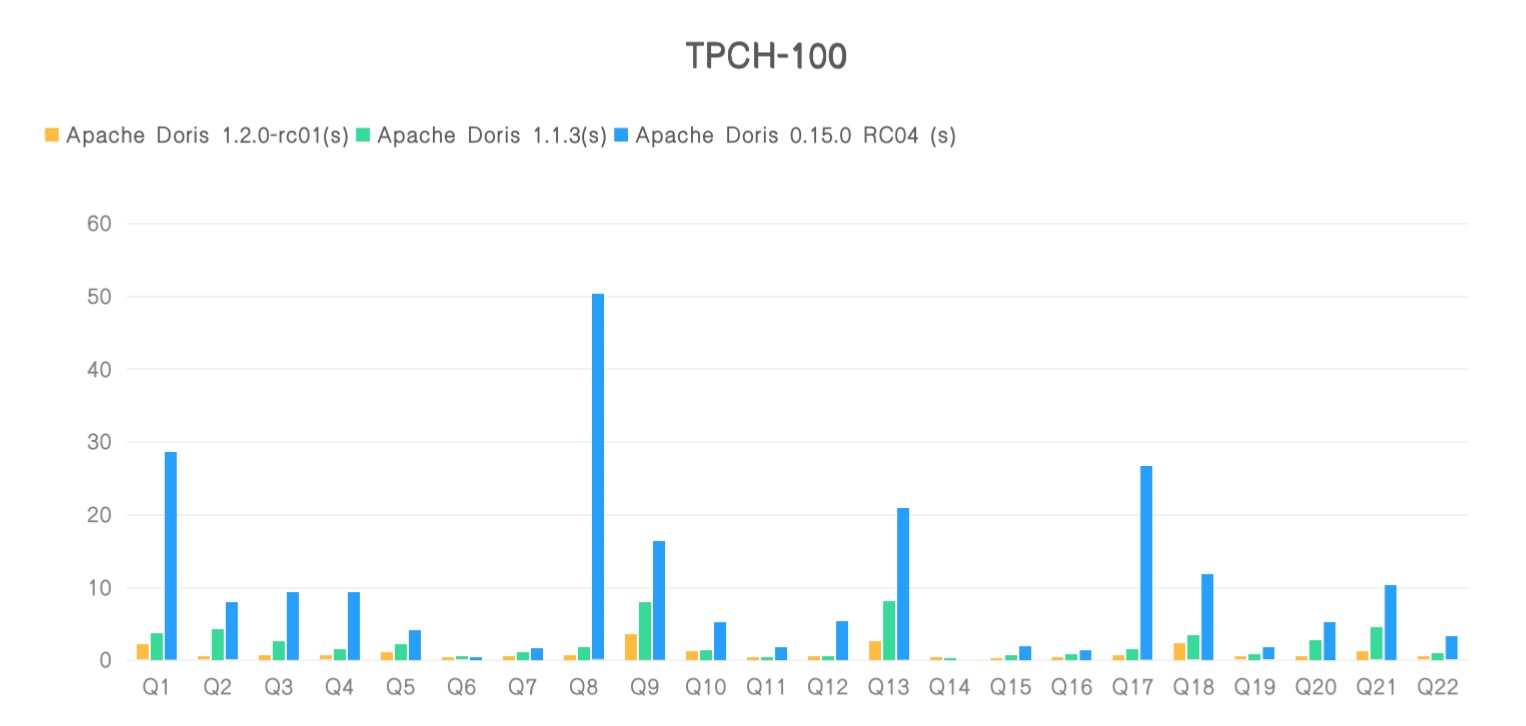 TPCH-100
Apache Doris 1.2.0-rc01(s) Apache Doris 1.1.3(s) Apache Doris 0.15.0 RC04 (s)
60
50
40
30
20
10
0
Q1 Q2 Q3 Q4 Q5 Q6 Q7 Q8 Q9 Q10 Q11 Q12 Q13 Q14 Q15 Q16 Q17 Q18 Q19 Q20 Q21 Q22